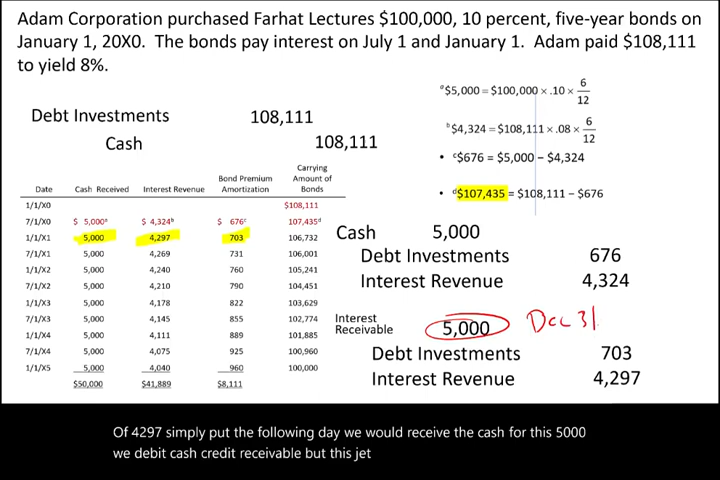 Adam Corporation purchased Farhat Lectures $100,000, 10 percent, five-year bonds on
January 1, 20X0. The bonds pay interest on July 1 and January 1. Adam paid $108,111
to yield 8%.
Debt Investments 108,111
Cash 108,111
ᵃ$5,000 = $100,000 × .10 × 6/12
ᵇ$4,324 = $108,111 × .08 × 6/12
• ᶜ$676 = $5,000 – $4,324
• ᵈ$107,435 = $108,111 – $676
Date Cash Received Interest Revenue Bond Premium Amortization Carrying Amount of Bonds
1/1/X0 $108,111
7/1/X0 $ 5,000ᵃ $ 4,324ᵇ $ 676ᶜ 107,435ᵈ
1/1/X1 5,000 4,297 703 106,732
7/1/X1 5,000 4,269 731 106,001
1/1/X2 5,000 4,240 760 105,241
7/1/X2 5,000 4,210 790 104,451
1/1/X3 5,000 4,178 822 103,629
7/1/X3 5,000 4,145 855 102,774
1/1/X4 5,000 4,111 889 101,885
7/1/X4 5,000 4,075 925 100,960
1/1/X5 5,000 4,040 960 100,000
$50,000 $41,889 $8,111
Cash 5,000
Debt Investments 676
Interest Revenue 4,324
Interest
Receivable 5,000 Dec 31
Debt Investments 703
Interest Revenue 4,297
Of 4297 simply put the following day we would receive the cash for this 5000
we debit cash credit receivable but this jet